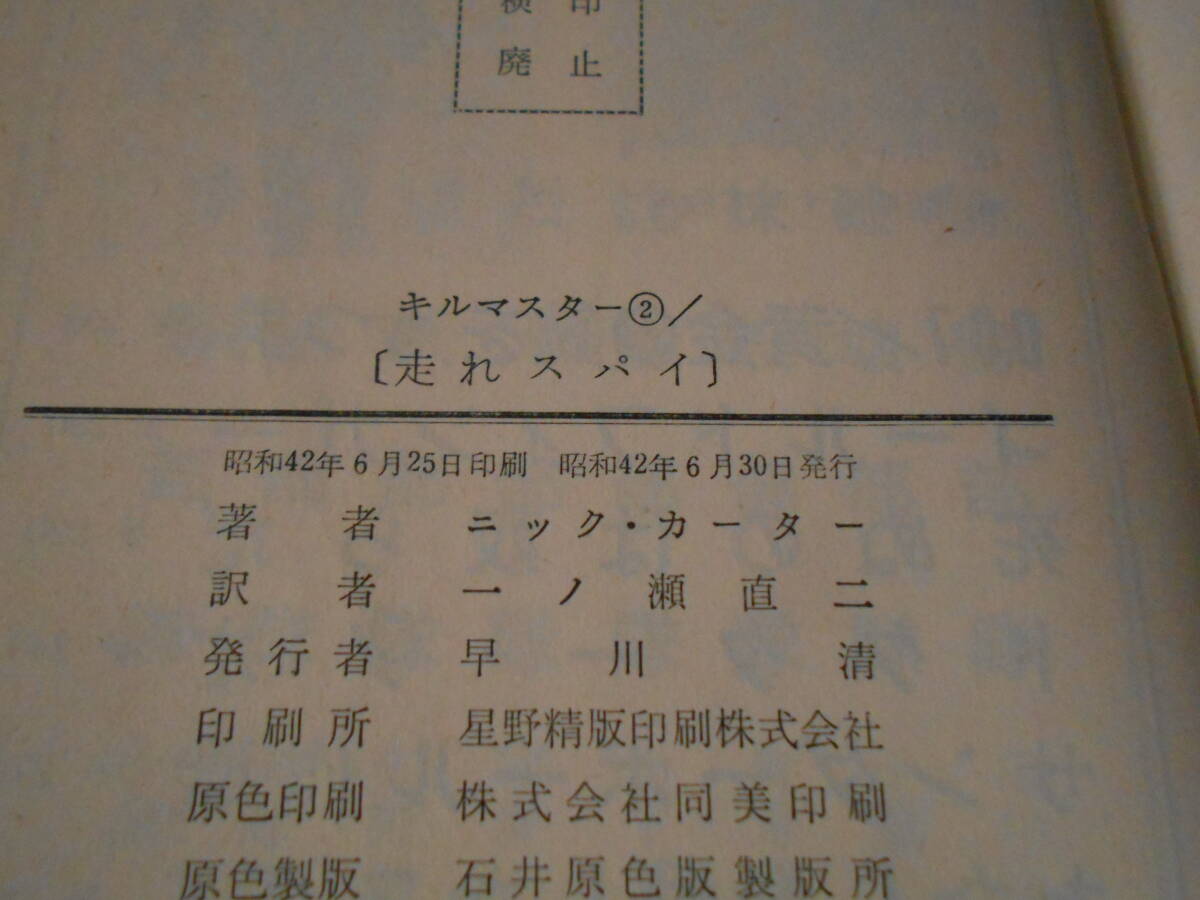 検印
廃止
キルマスター②/
〔走れスパイ〕
昭和42年6月25日印刷 昭和42年6月30日発行
著者 ニック・カーター
訳者 一ノ瀬直二
発行者 早川清
印刷所 星野精版印刷株式会社
原色印刷 株式会社同美印刷
原色製版 石井原色版製版所